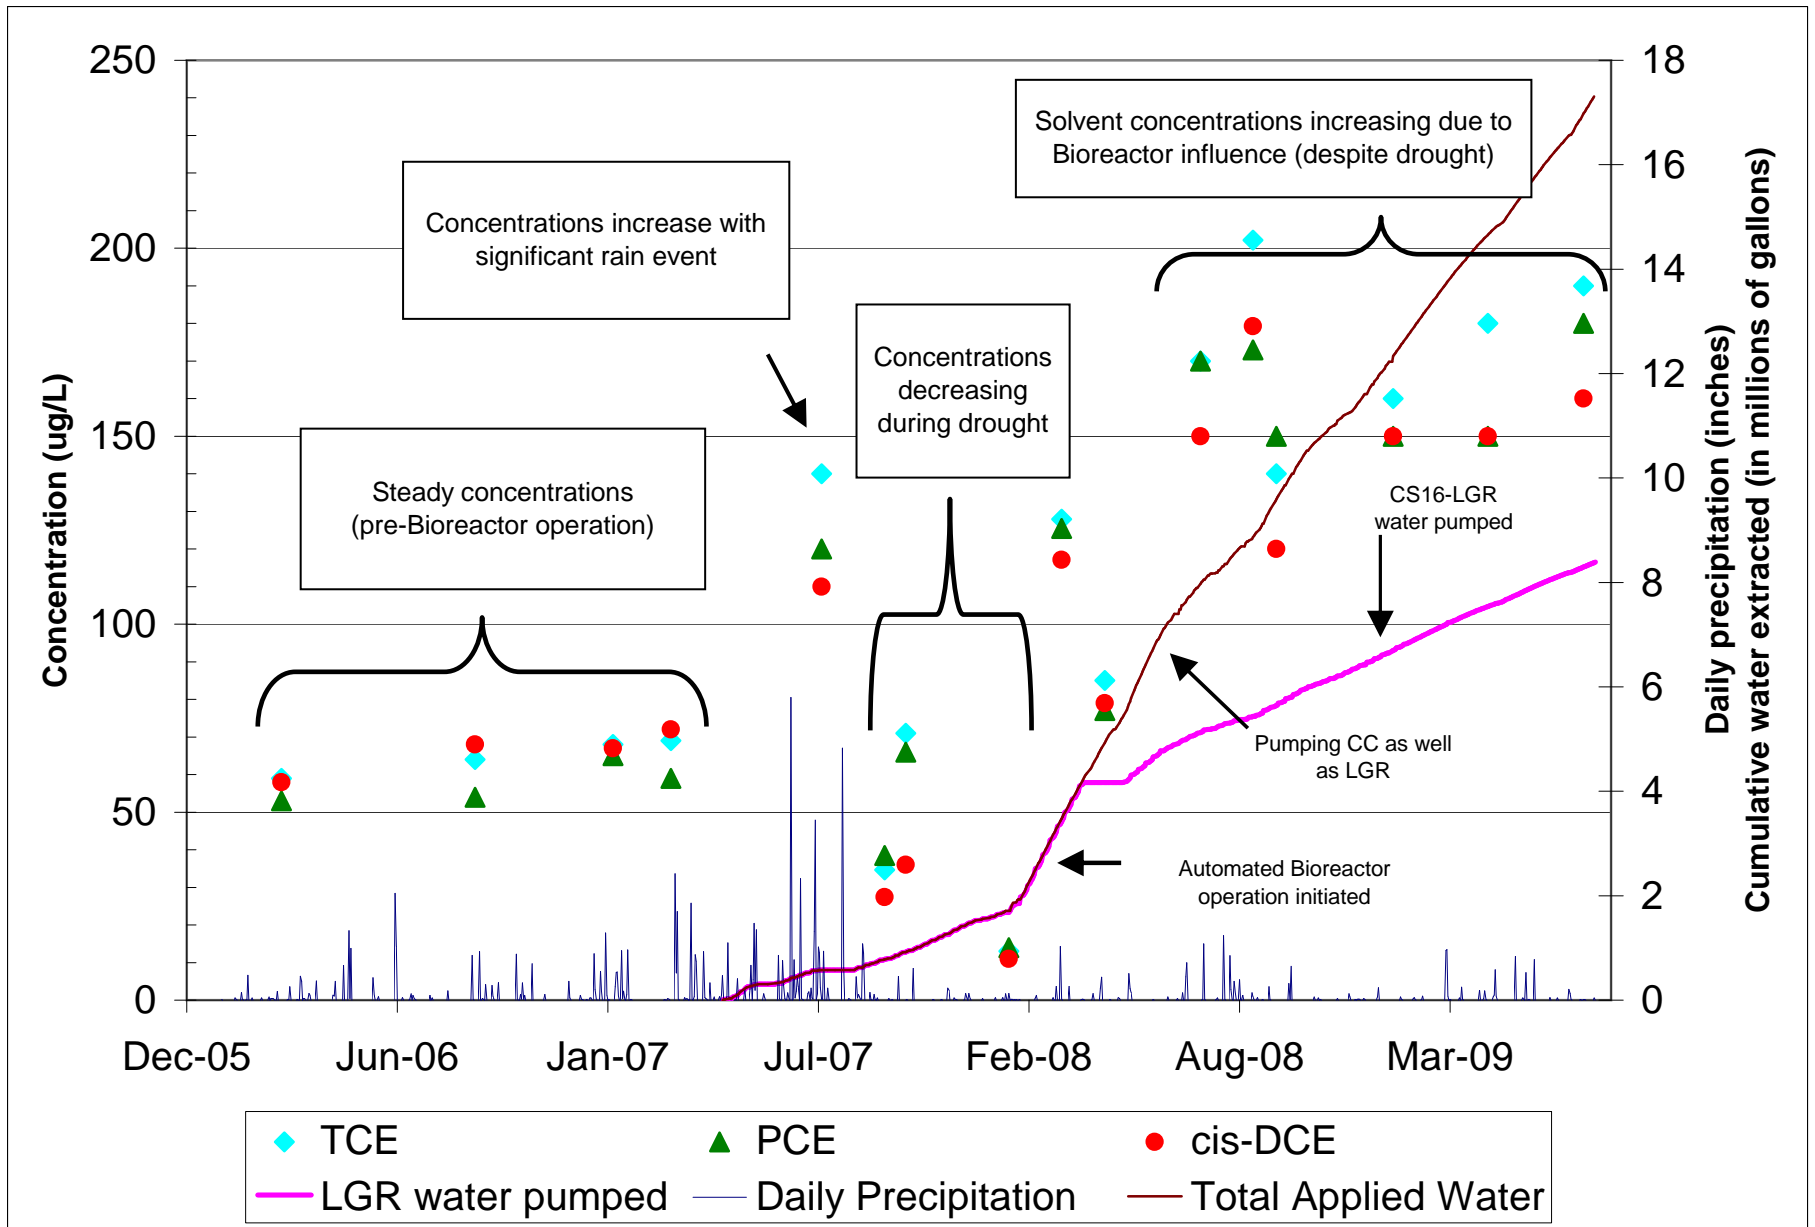 250
200
150
100
50
0
18
16
14
12
10
8
6
4
2
0
Concentration (ug/L)
Daily precipitation (inches)
Cumulative water extracted (in millions of gallons)
Solvent concentrations increasing due to
Bioreactor influence (despite drought)
Concentrations increase with
significant rain event
Concentrations
decreasing
during drought
Steady concentrations
(pre-Bioreactor operation)
CS16-LGR
water pumped
Pumping CC as well
as LGR
Automated Bioreactor
operation initiated
Dec-05 Jun-06 Jan-07 Jul-07 Feb-08 Aug-08 Mar-09
TCE PCE cis-DCE
LGR water pumped Daily Precipitation Total Applied Water